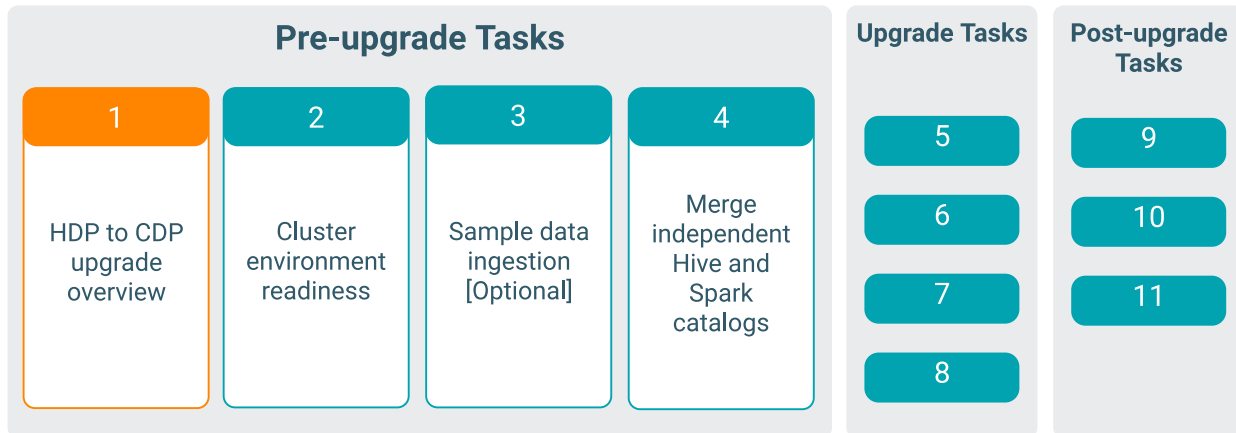 Pre-upgrade Tasks
1
HDP to CDP
upgrade
overview
2
Cluster
environment
readiness
3
Sample data
ingestion
[Optional]
4
Merge
independent
Hive and
Spark
catalogs
Upgrade Tasks
5
6
7
8
Post-upgrade
Tasks
9
10
11